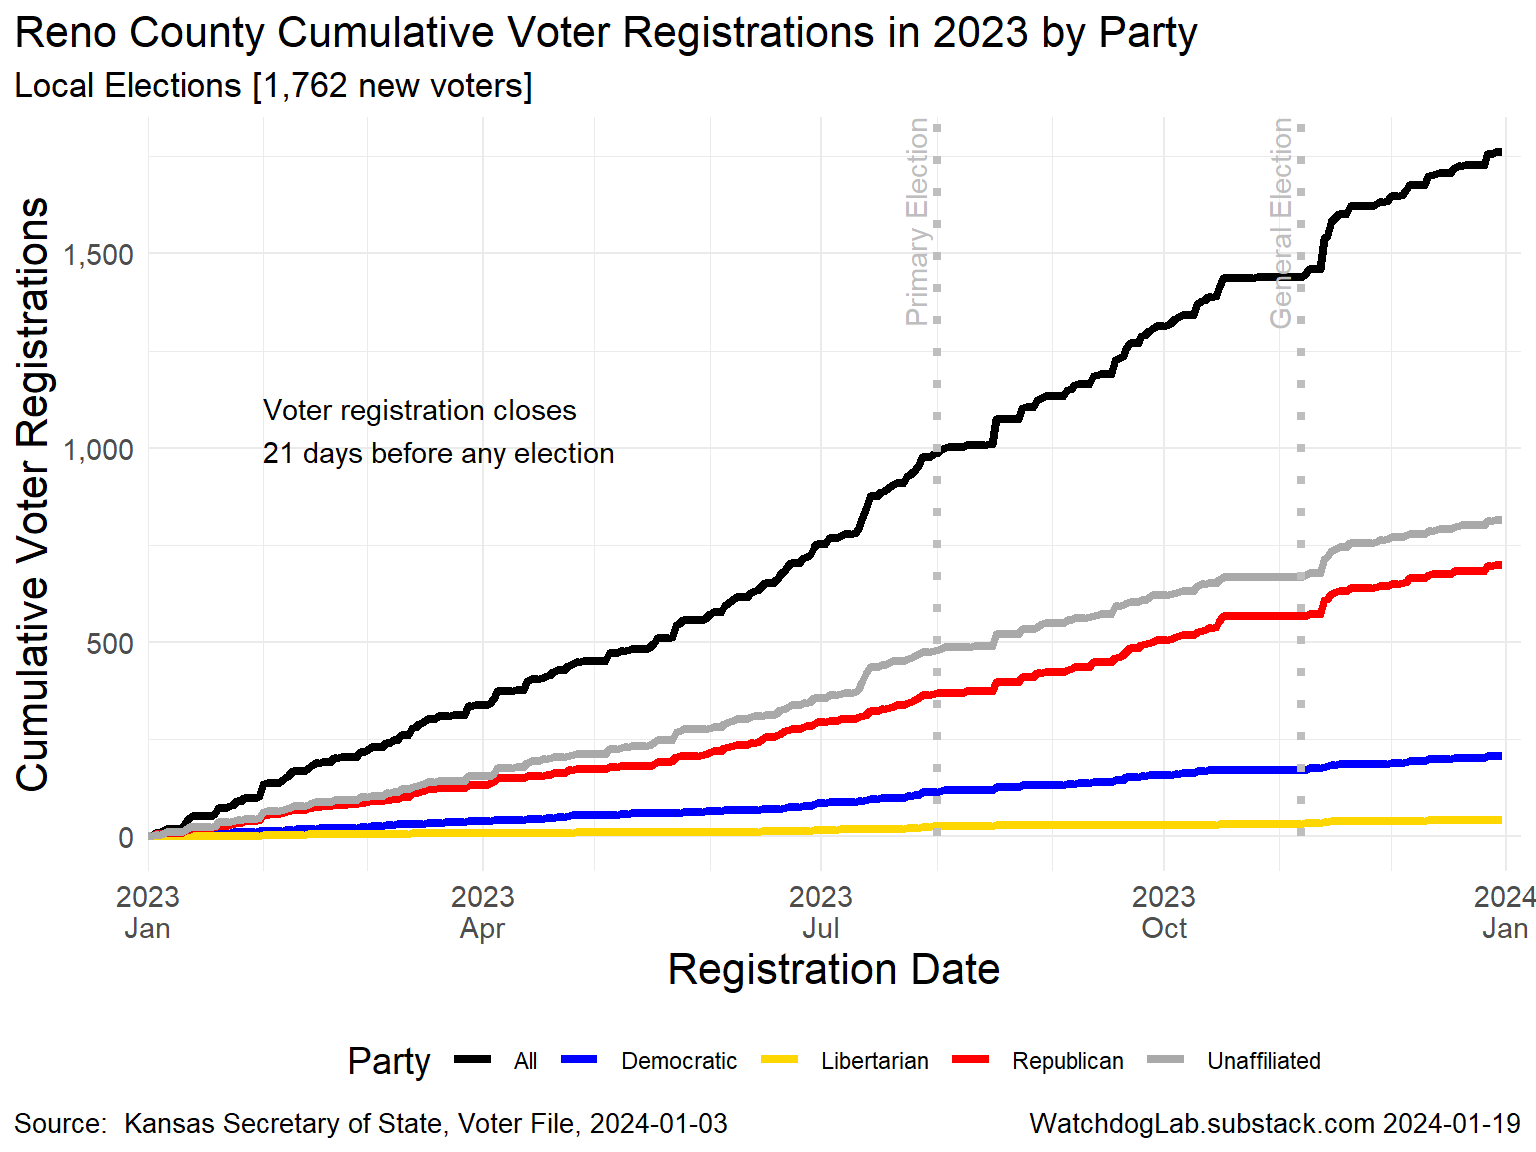 Reno County Cumulative Voter Registrations in 2023 by Party
Local Elections [1,762 new voters]
Cumulative Voter Registrations
1,500
1,000
500
0
Primary Election
General Election
Voter registration closes
21 days before any election
2023
Jan
2023
Apr
2023
Jul
2023
Oct
2024
Jan
Registration Date
Party All Democratic Libertarian Republican Unaffiliated
Source:  Kansas Secretary of State, Voter File, 2024-01-03
WatchdogLab.substack.com 2024-01-19